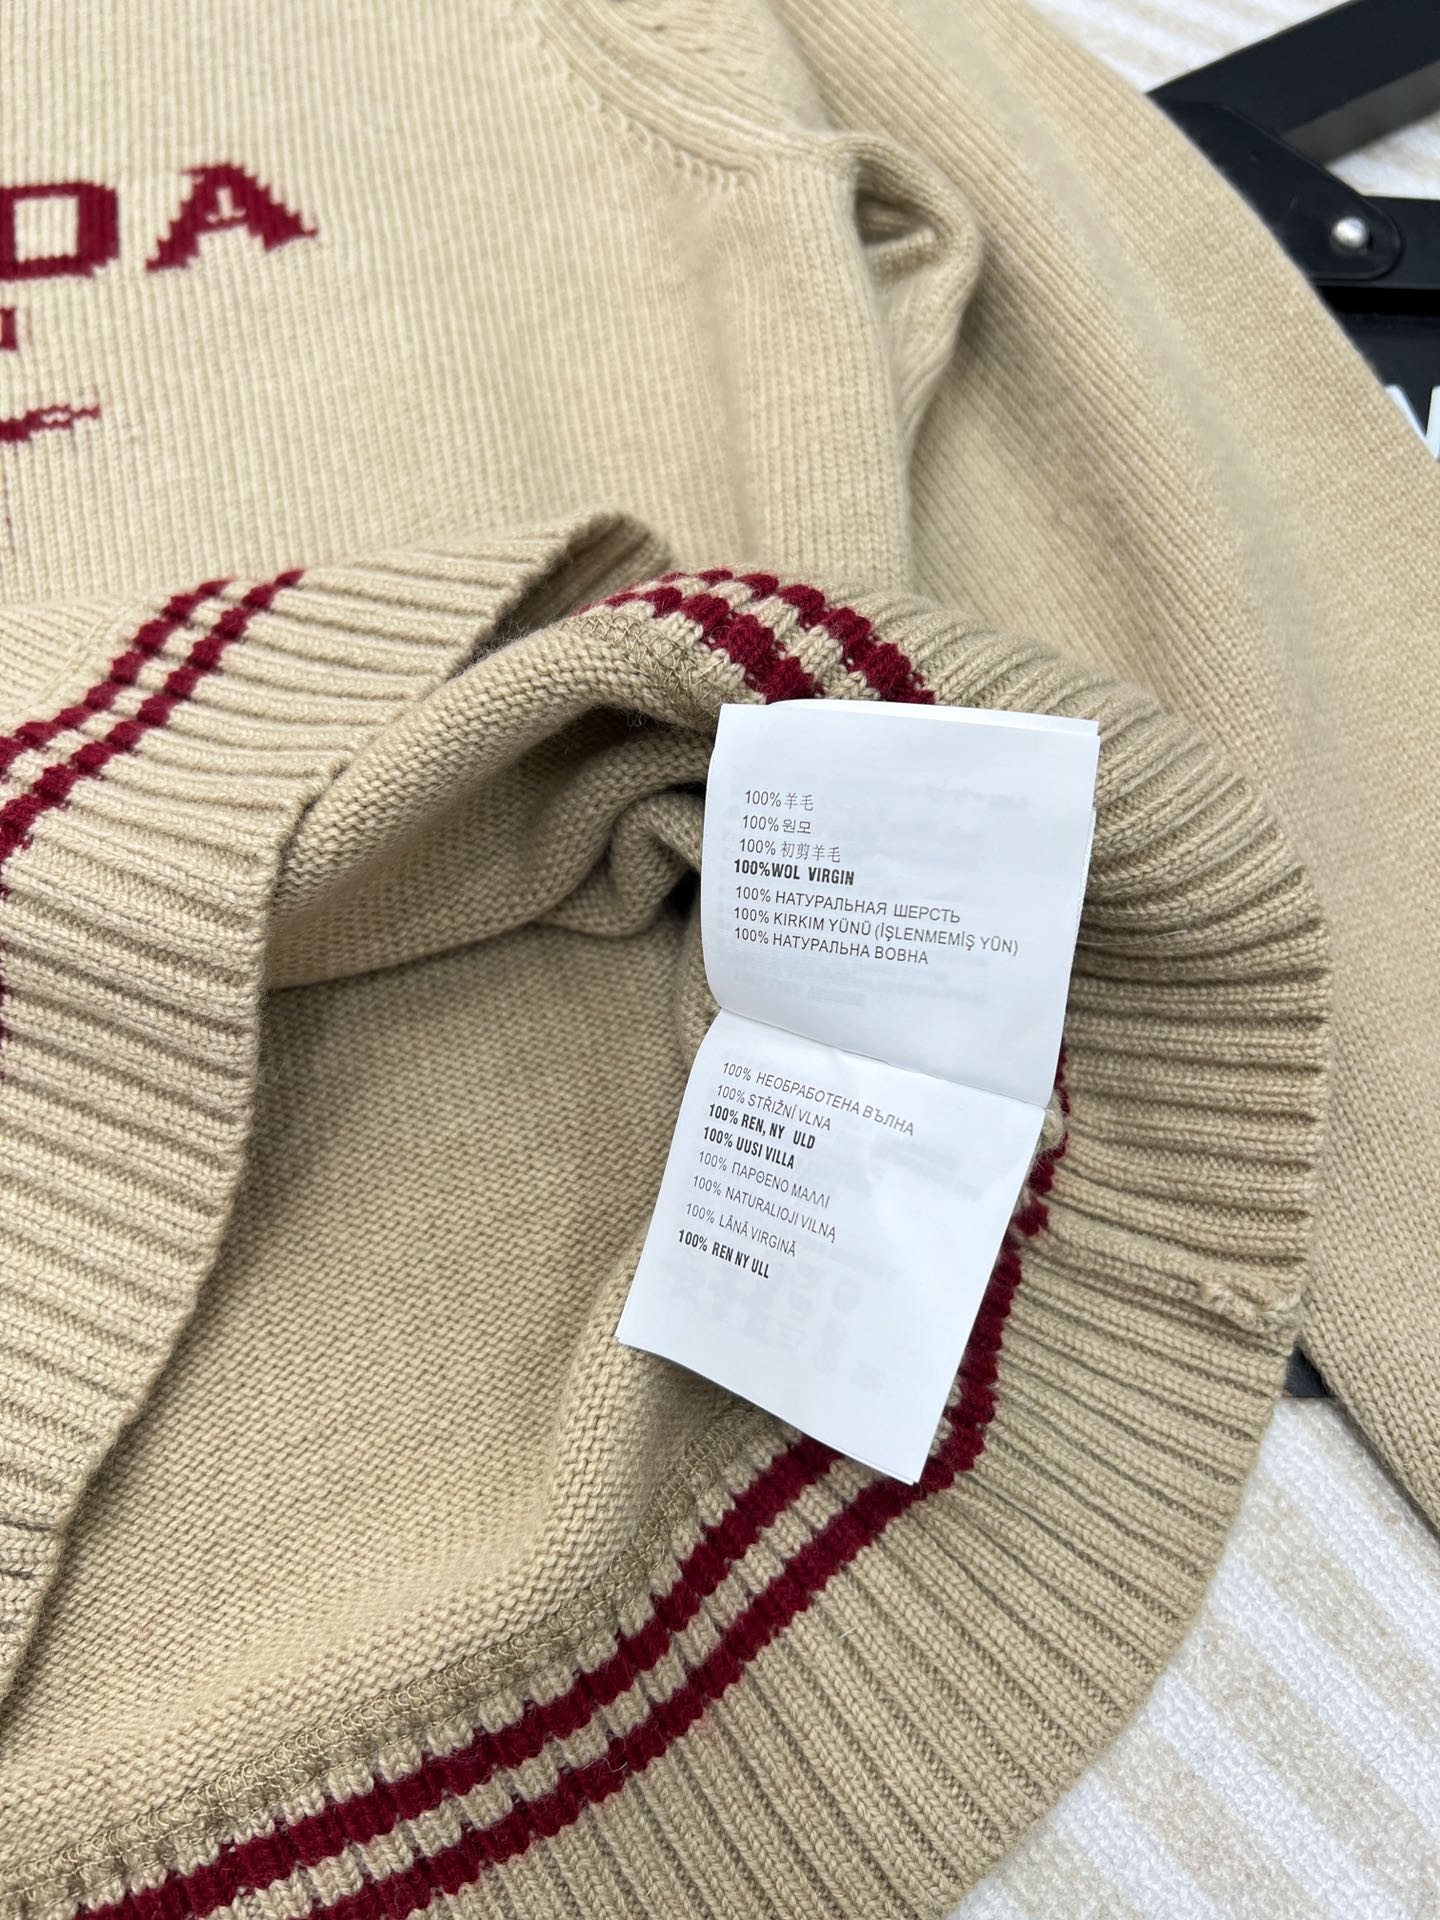 DA
100%羊毛
100%원모
100% 初剪羊毛
100%WOL VIRGIN
100% НАТУРАЛЬНАЯ ШЕРСТЬ
100% KIRKIM YÜNÜ (İŞLENMEMİŞ YÜN)
100% НАТУРАЛЬНА ВОВНА
100% НЕОБРАБОТЕНА ВЪЛНА
100% STŘIŽNÍ VLNA
100% REN, NY ULD
100% UUSI VILLA
100% ΠΑΡΘΕΝΟ ΜΑΛΛΙ
100% NATURALIOJI VILNĄ
100% LÂNĂ VIRGINĂ
100% REN NY ULL